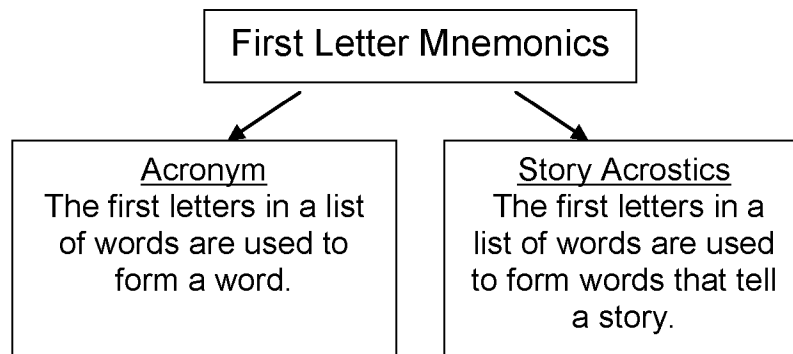 First Letter Mnemonics
Acronym
The first letters in a list
of words are used to
form a word.
Story Acrostics
The first letters in a
list of words are used
to form words that tell
a story.